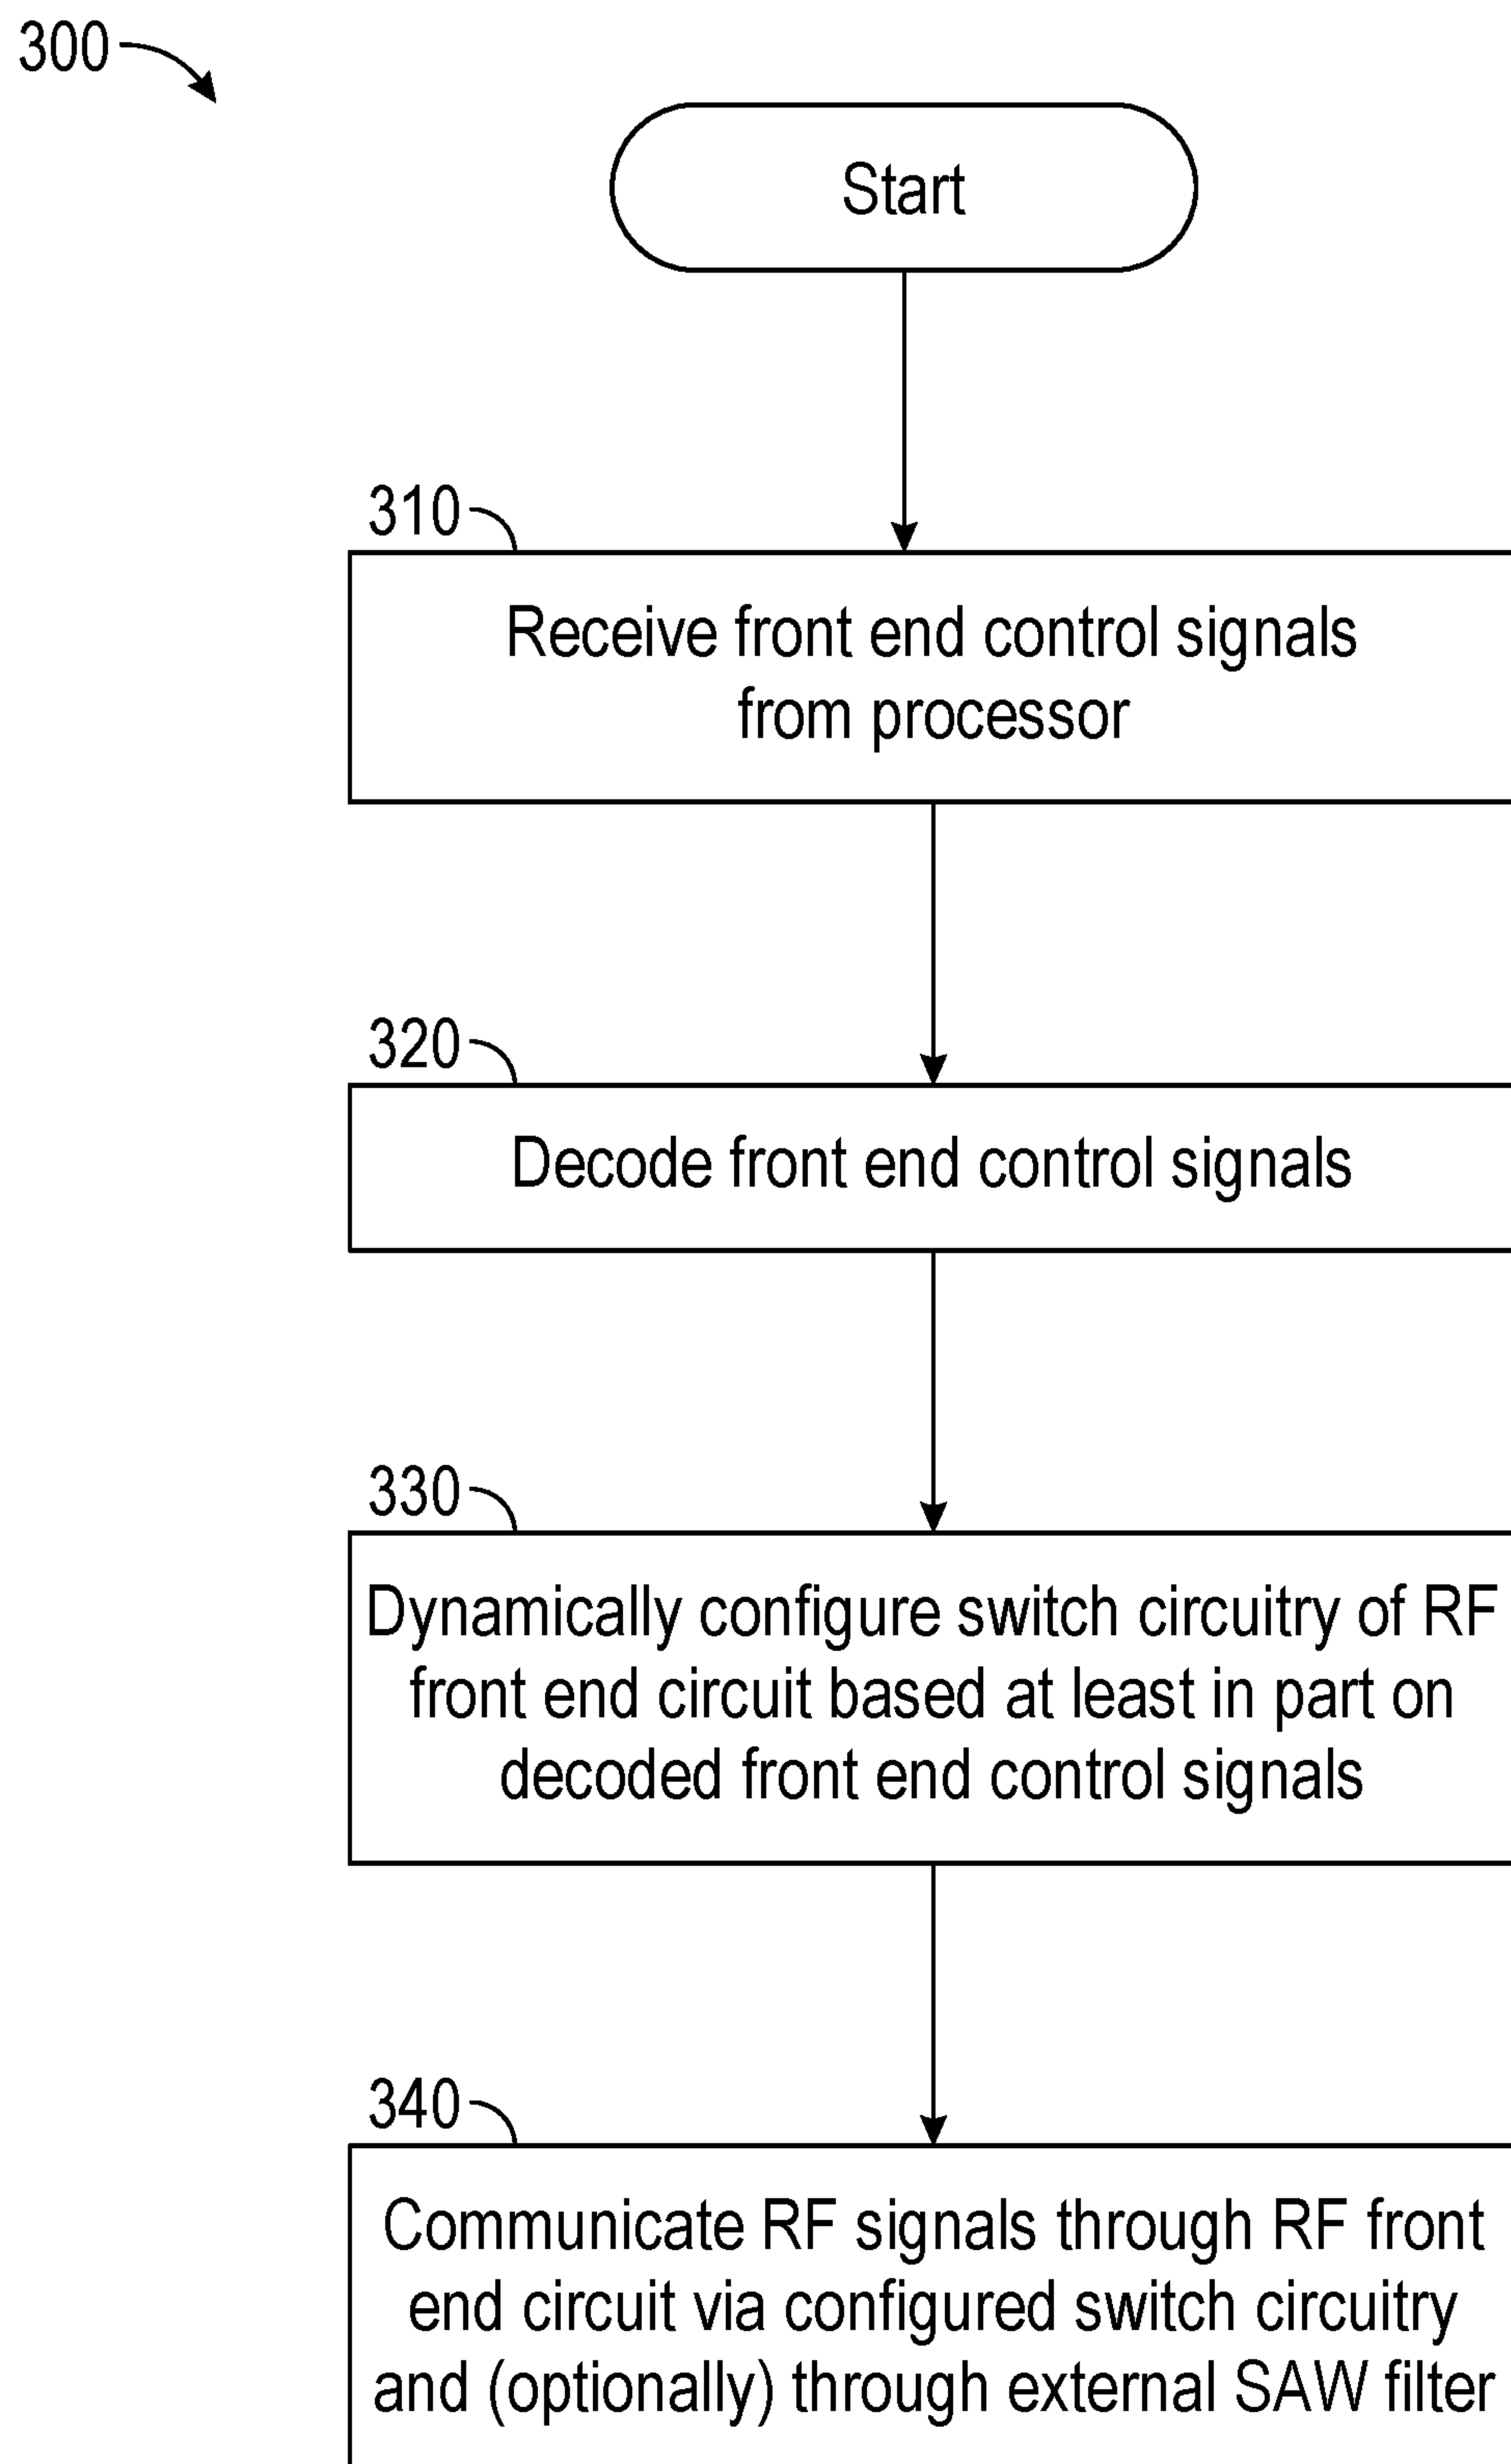 300
Start
310
Receive front end control signals
from processor
320
Decode front end control signals
330
Dynamically configure switch circuitry of RF
front end circuit based at least in part on
decoded front end control signals
340
Communicate RF signals through RF front
end circuit via configured switch circuitry
and (optionally) through external SAW filter